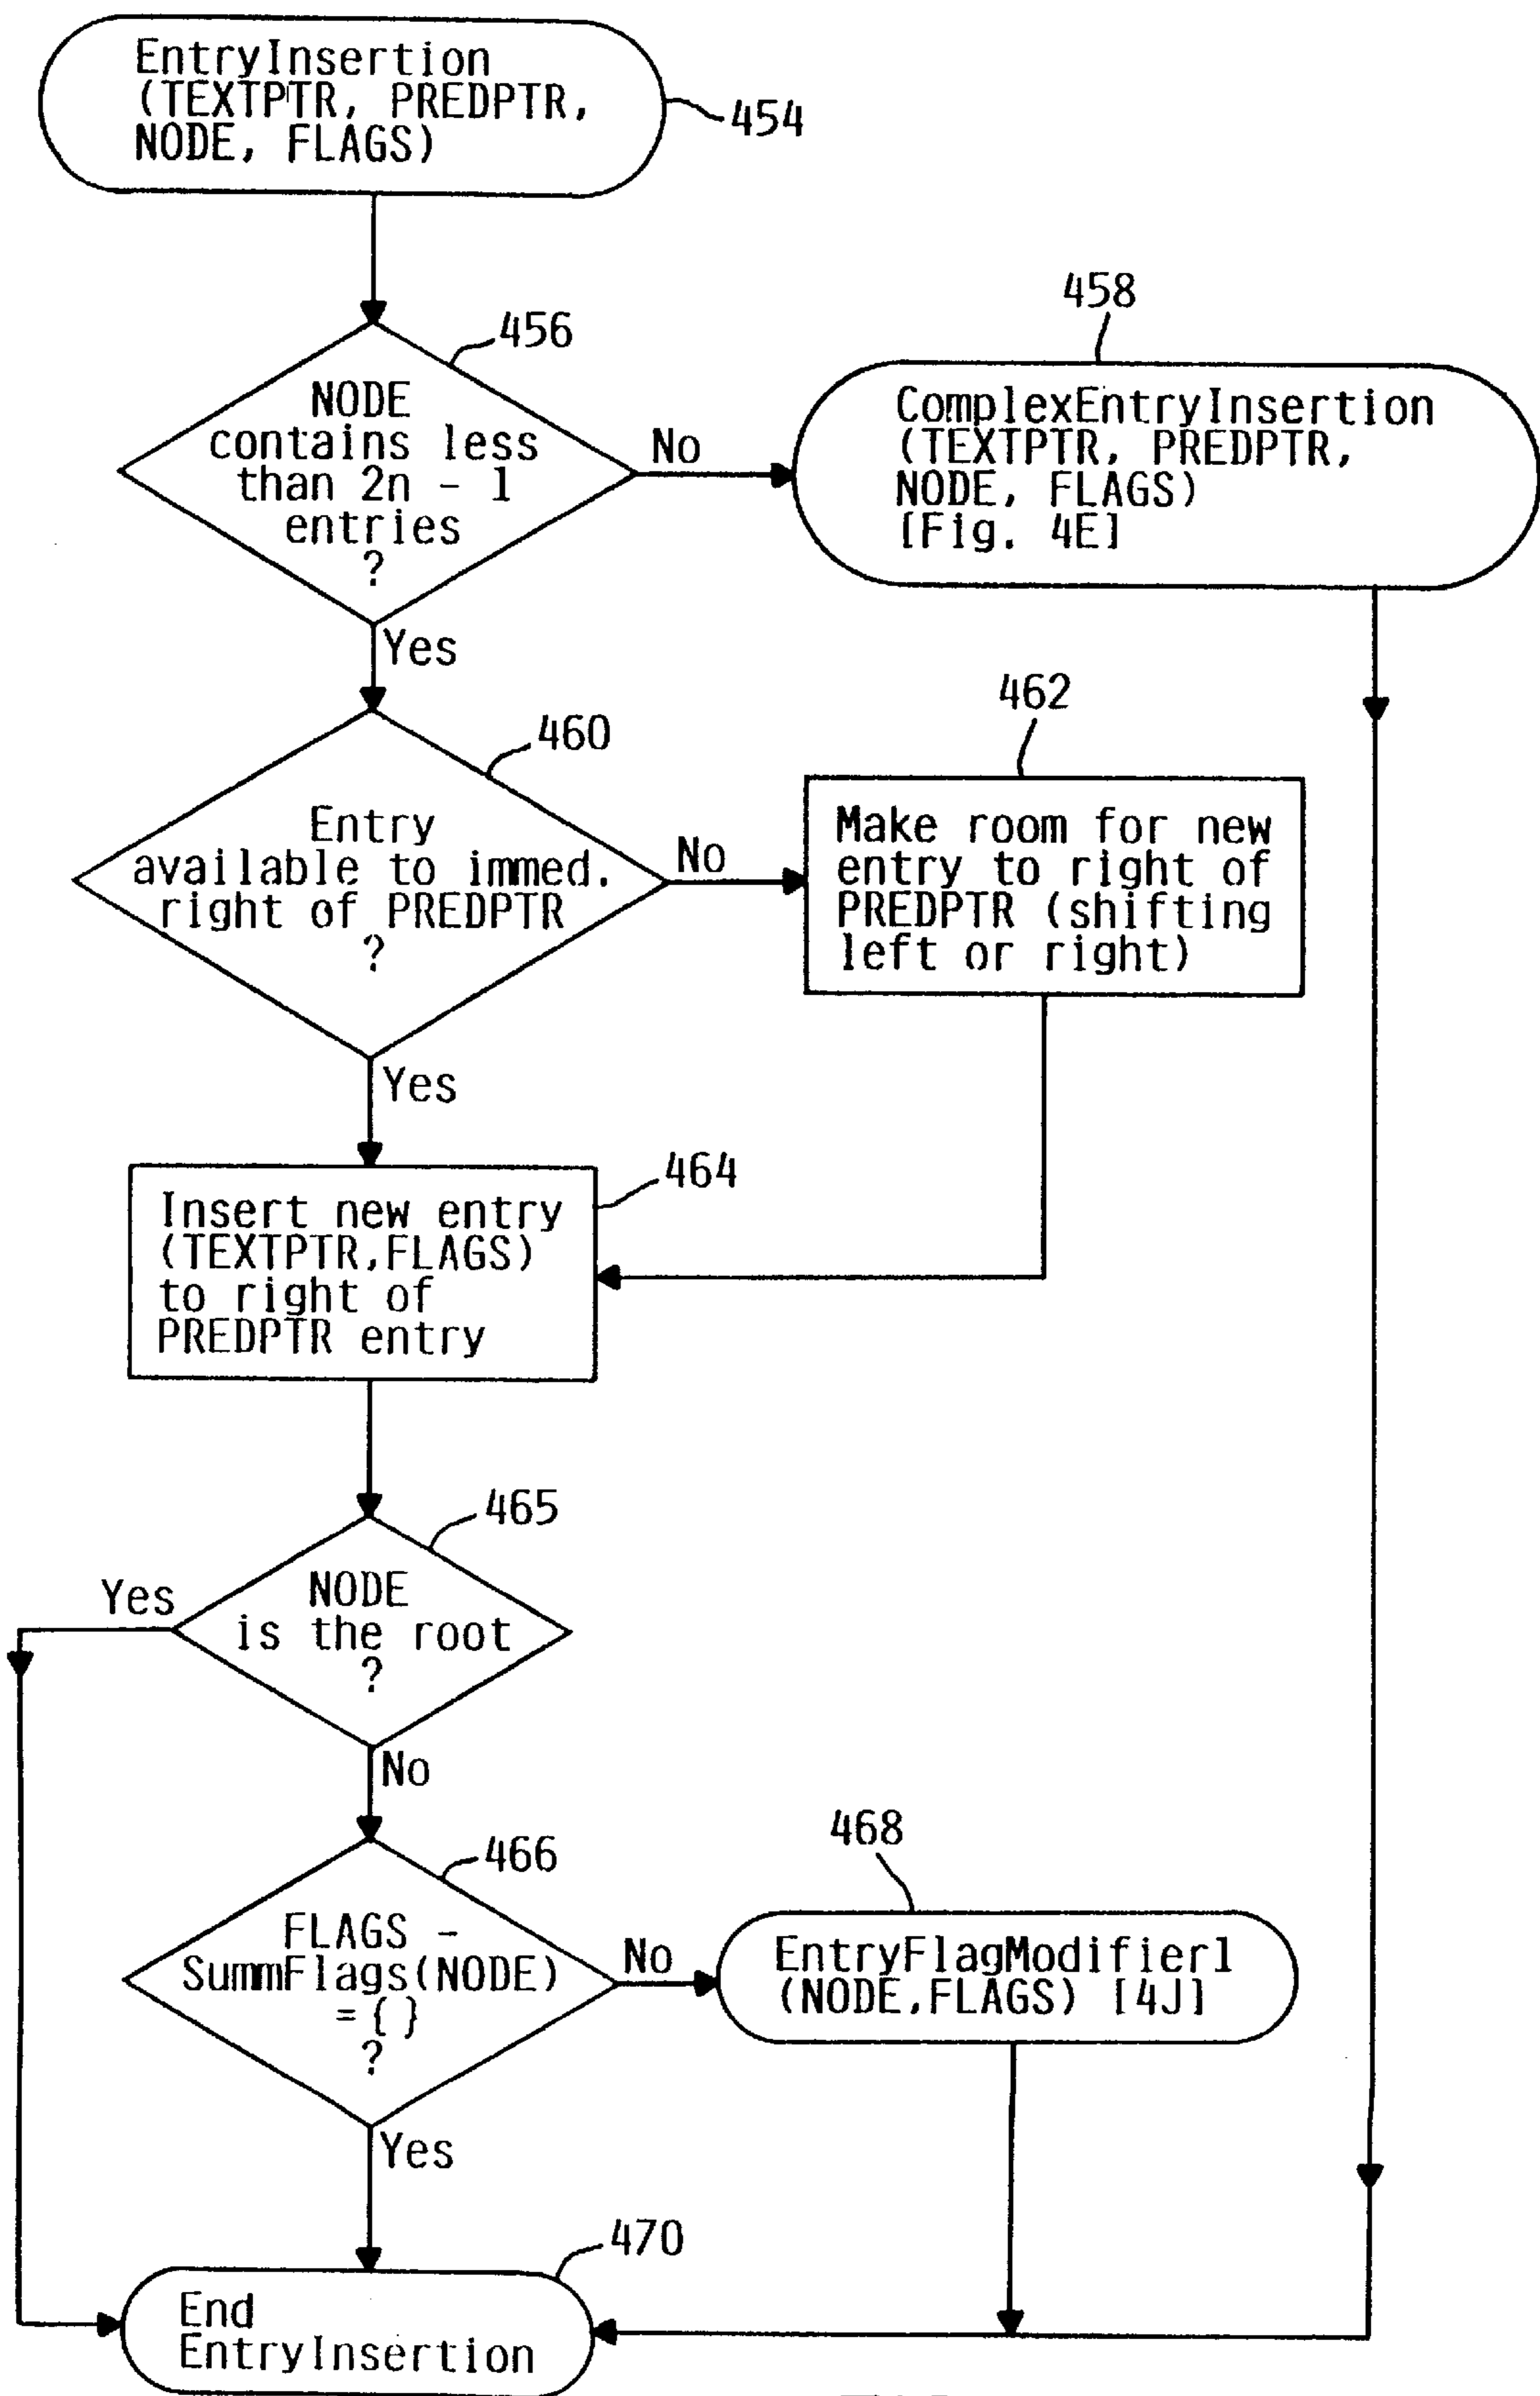 EntryInsertion
(TEXTPTR, PREDPTR,
NODE, FLAGS)
454
456
NODE
contains less
than 2n - 1
entries
?
No
458
ComplexEntryInsertion
(TEXTPTR, PREDPTR,
NODE, FLAGS)
[Fig. 4E]
Yes
460
Entry
available to immed.
right of PREDPTR
?
No
462
Make room for new
entry to right of
PREDPTR (shifting
left or right)
Yes
464
Insert new entry
(TEXTPTR,FLAGS)
to right of
PREDPTR entry
465
NODE
is the root
?
Yes
No
466
FLAGS -
SummFlags(NODE)
={}
?
No
468
EntryFlagModifier1
(NODE,FLAGS) [4J]
Yes
470
End
EntryInsertion